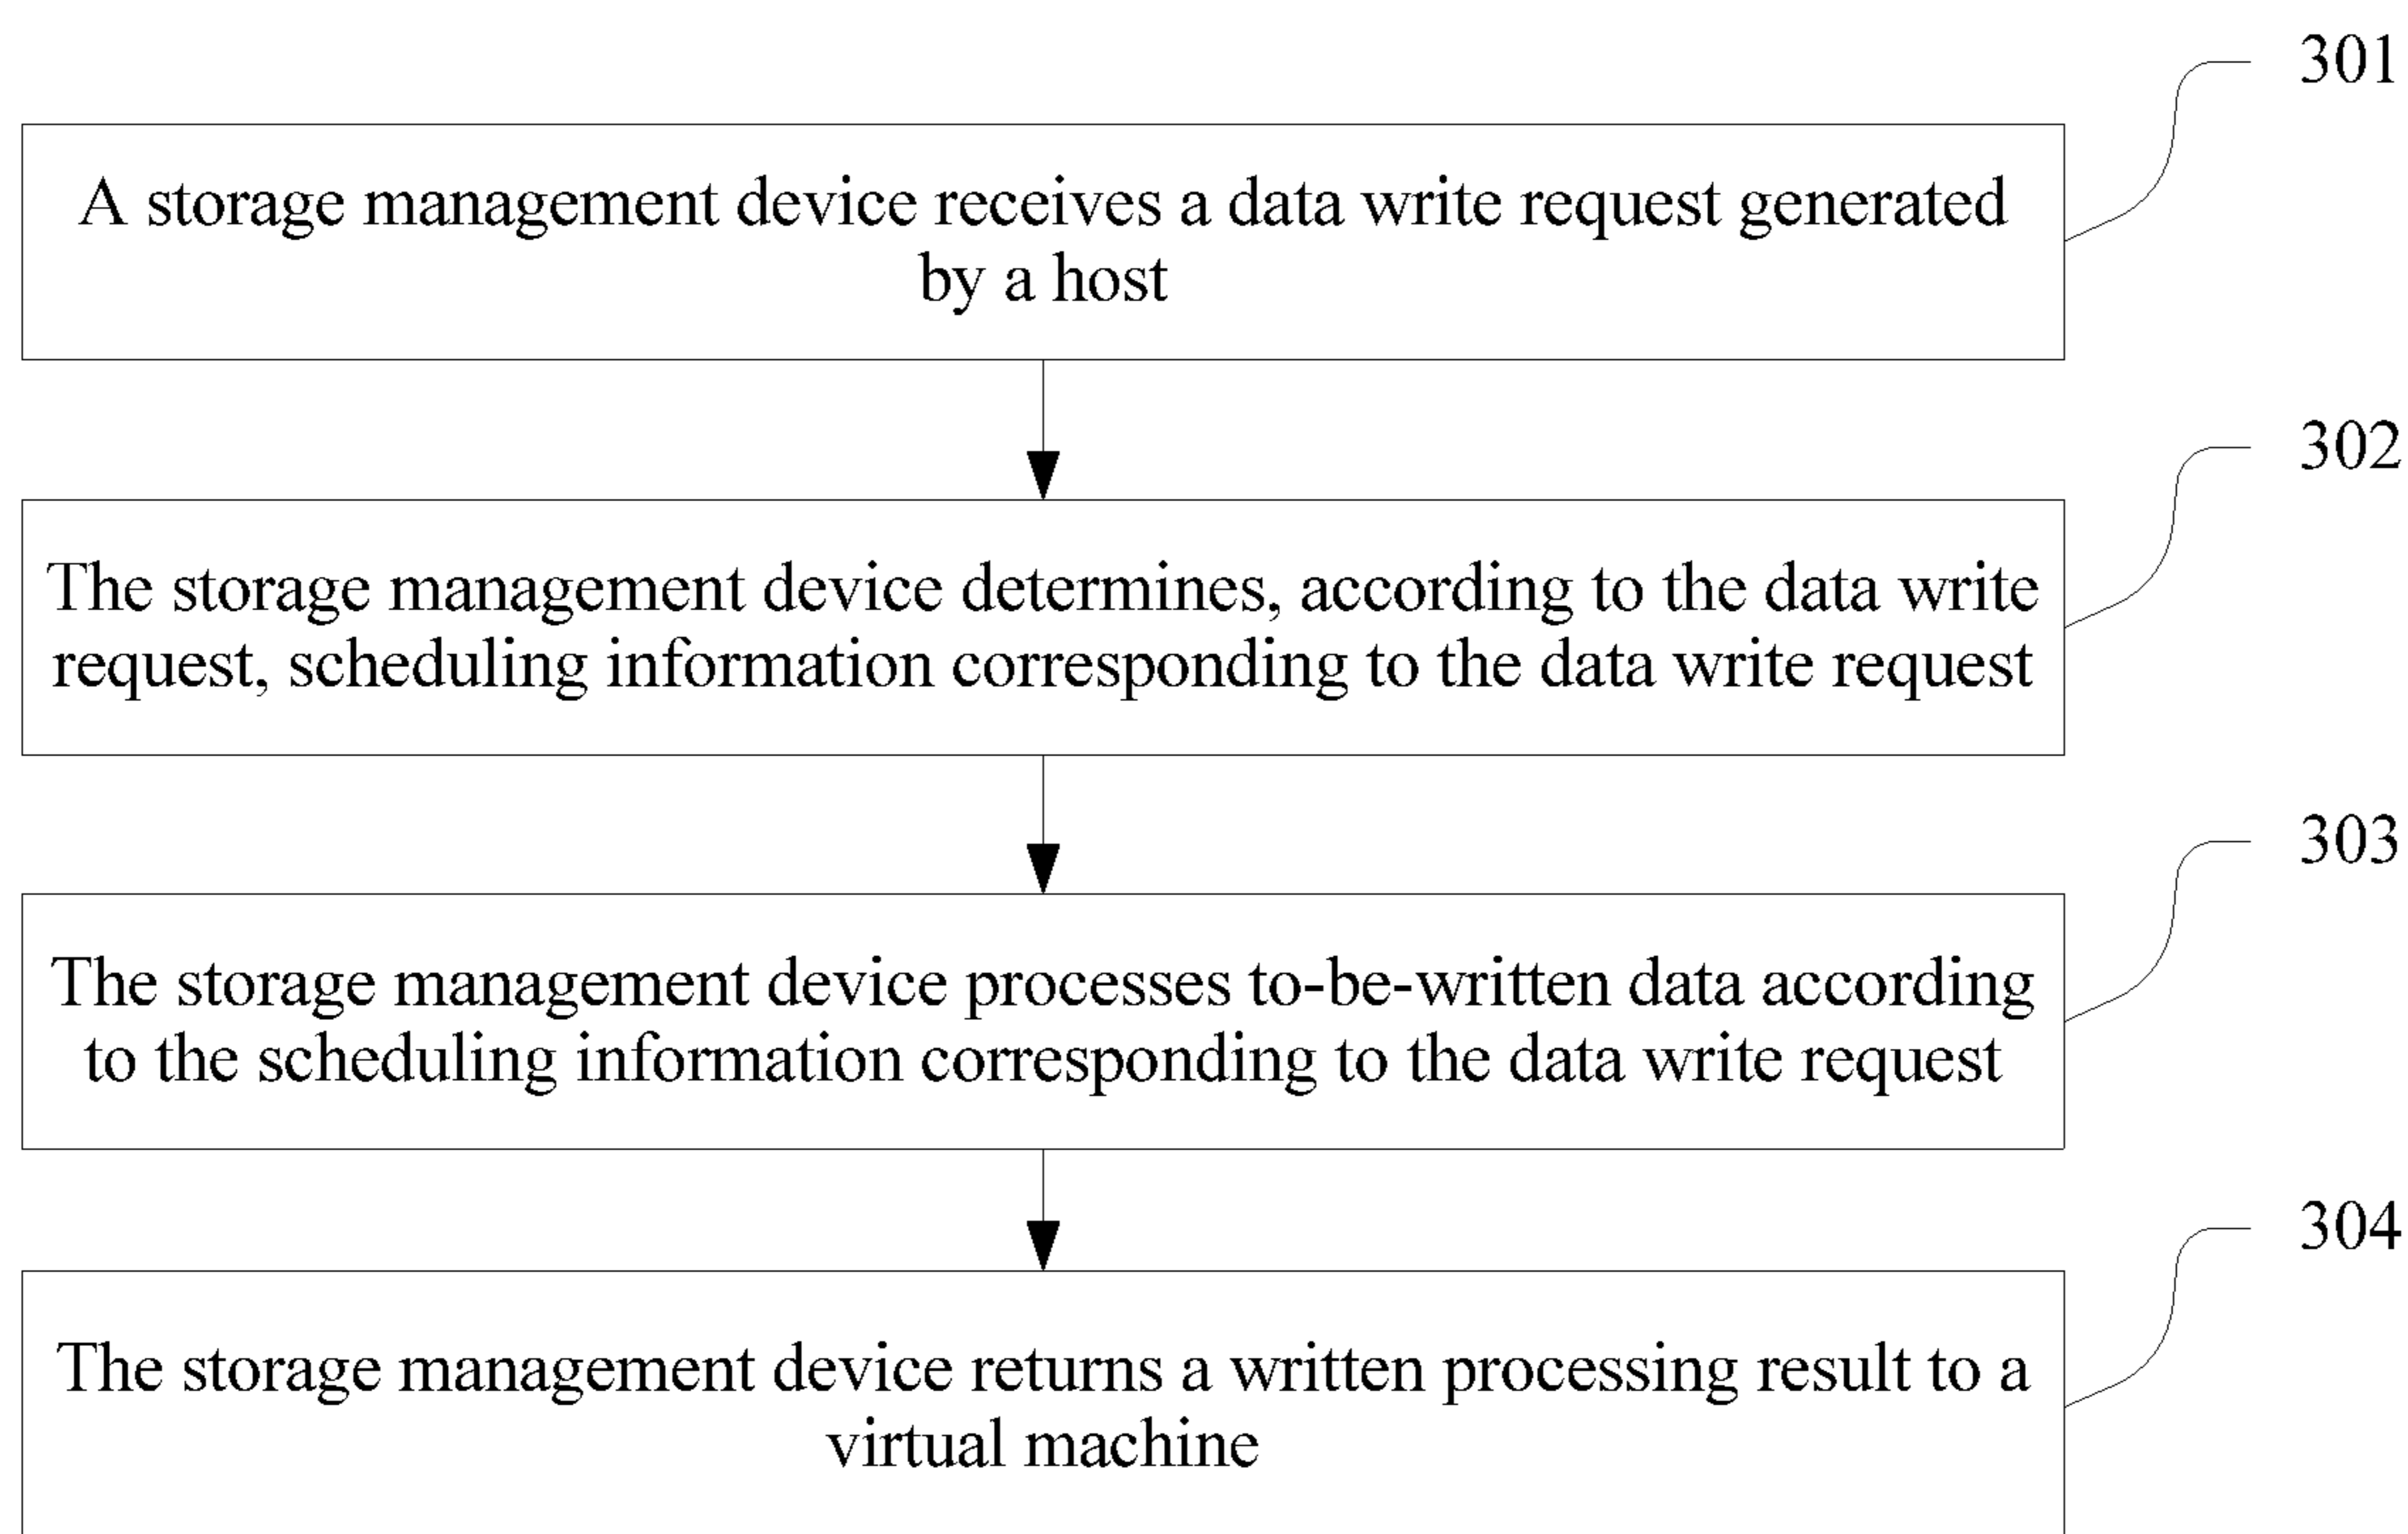 301
A storage management device receives a data write request generated
by a host
302
The storage management device determines, according to the data write
request, scheduling information corresponding to the data write request
303
The storage management device processes to-be-written data according
to the scheduling information corresponding to the data write request
304
The storage management device returns a written processing result to a
virtual machine